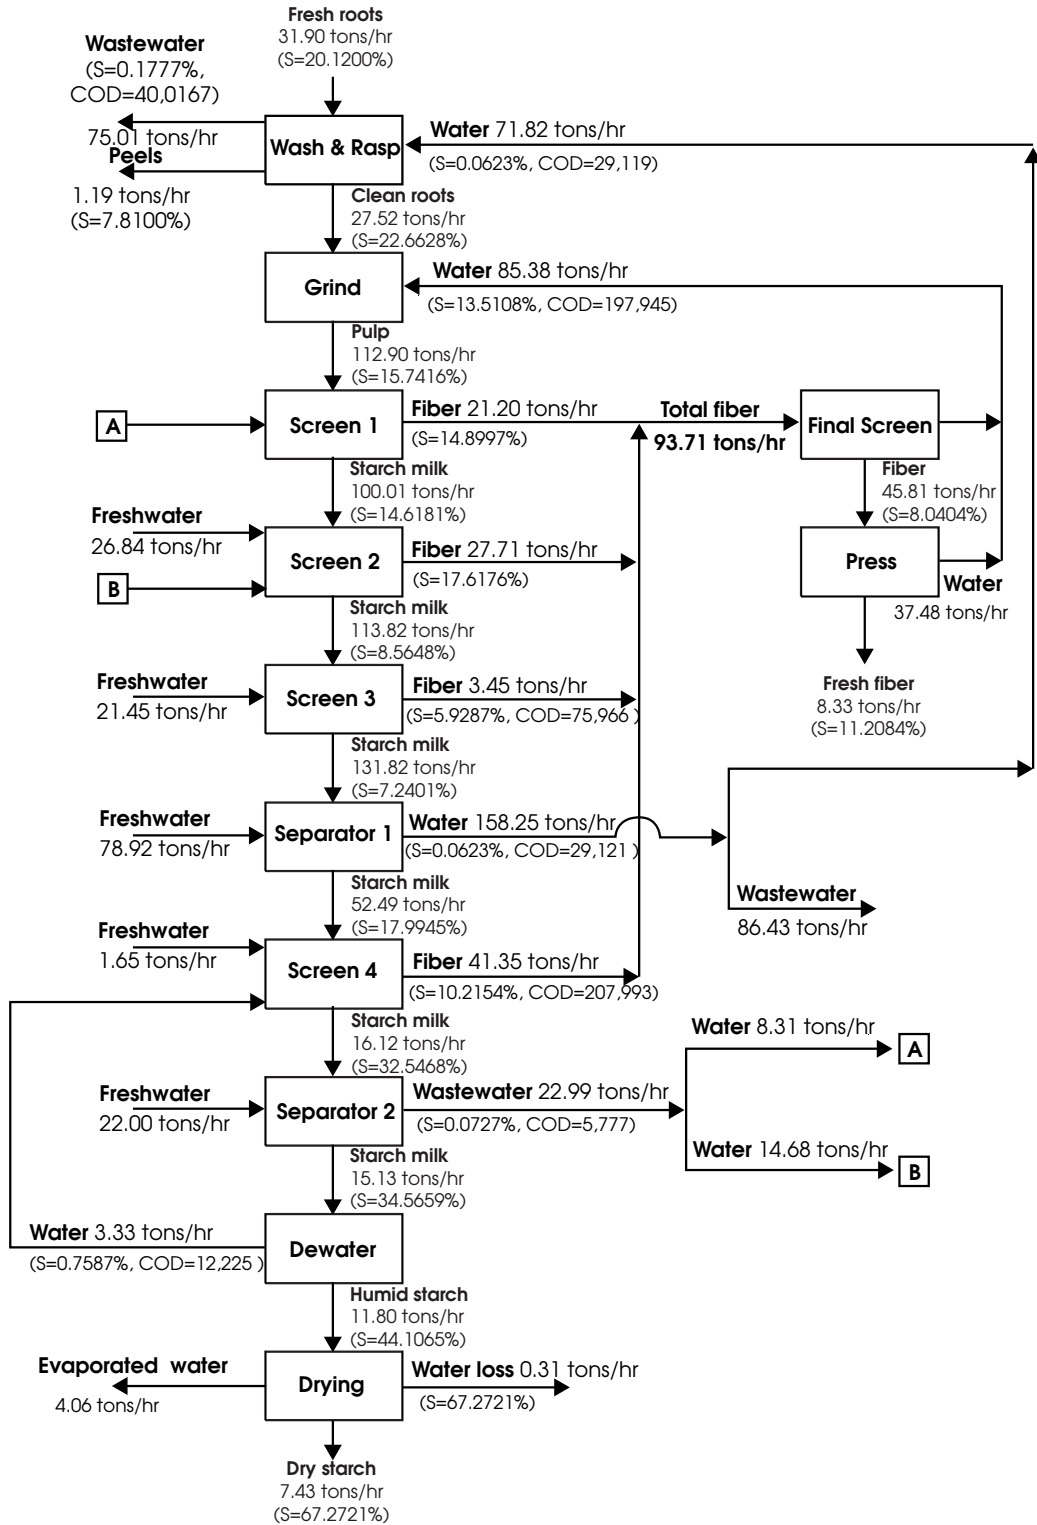 Fresh roots
31.90 tons/hr
(S=20.1200%)
Wastewater
(S=0.1777%,
COD=40,0167)
75.01 tons/hr
Peels
1.19 tons/hr
(S=7.8100%)
Wash & Rasp
Water 71.82 tons/hr
(S=0.0623%, COD=29,119)
Clean roots
27.52 tons/hr
(S=22.6628%)
Grind
Water 85.38 tons/hr
(S=13.5108%, COD=197,945)
Pulp
112.90 tons/hr
(S=15.7416%)
A
Screen 1
Fiber 21.20 tons/hr
(S=14.8997%)
Total fiber
93.71 tons/hr
Final Screen
Starch milk
100.01 tons/hr
(S=14.6181%)
Fiber
45.81 tons/hr
(S=8.0404%)
Freshwater
26.84 tons/hr
B
Screen 2
Fiber 27.71 tons/hr
(S=17.6176%)
Press
Water
37.48 tons/hr
Starch milk
113.82 tons/hr
(S=8.5648%)
Freshwater
21.45 tons/hr
Screen 3
Fiber 3.45 tons/hr
(S=5.9287%, COD=75,966 )
Fresh fiber
8.33 tons/hr
(S=11.2084%)
Starch milk
131.82 tons/hr
(S=7.2401%)
Freshwater
78.92 tons/hr
Separator 1
Water 158.25 tons/hr
(S=0.0623%, COD=29,121 )
Starch milk
52.49 tons/hr
(S=17.9945%)
Wastewater
86.43 tons/hr
Freshwater
1.65 tons/hr
Screen 4
Fiber 41.35 tons/hr
(S=10.2154%, COD=207,993)
Starch milk
16.12 tons/hr
(S=32.5468%)
Water 8.31 tons/hr
A
Freshwater
22.00 tons/hr
Separator 2
Wastewater 22.99 tons/hr
(S=0.0727%, COD=5,777)
Water 14.68 tons/hr
B
Starch milk
15.13 tons/hr
(S=34.5659%)
Water 3.33 tons/hr
(S=0.7587%, COD=12,225 )
Dewater
Humid starch
11.80 tons/hr
(S=44.1065%)
Evaporated water
4.06 tons/hr
Drying
Water loss 0.31 tons/hr
(S=67.2721%)
Dry starch
7.43 tons/hr
(S=67.2721%)